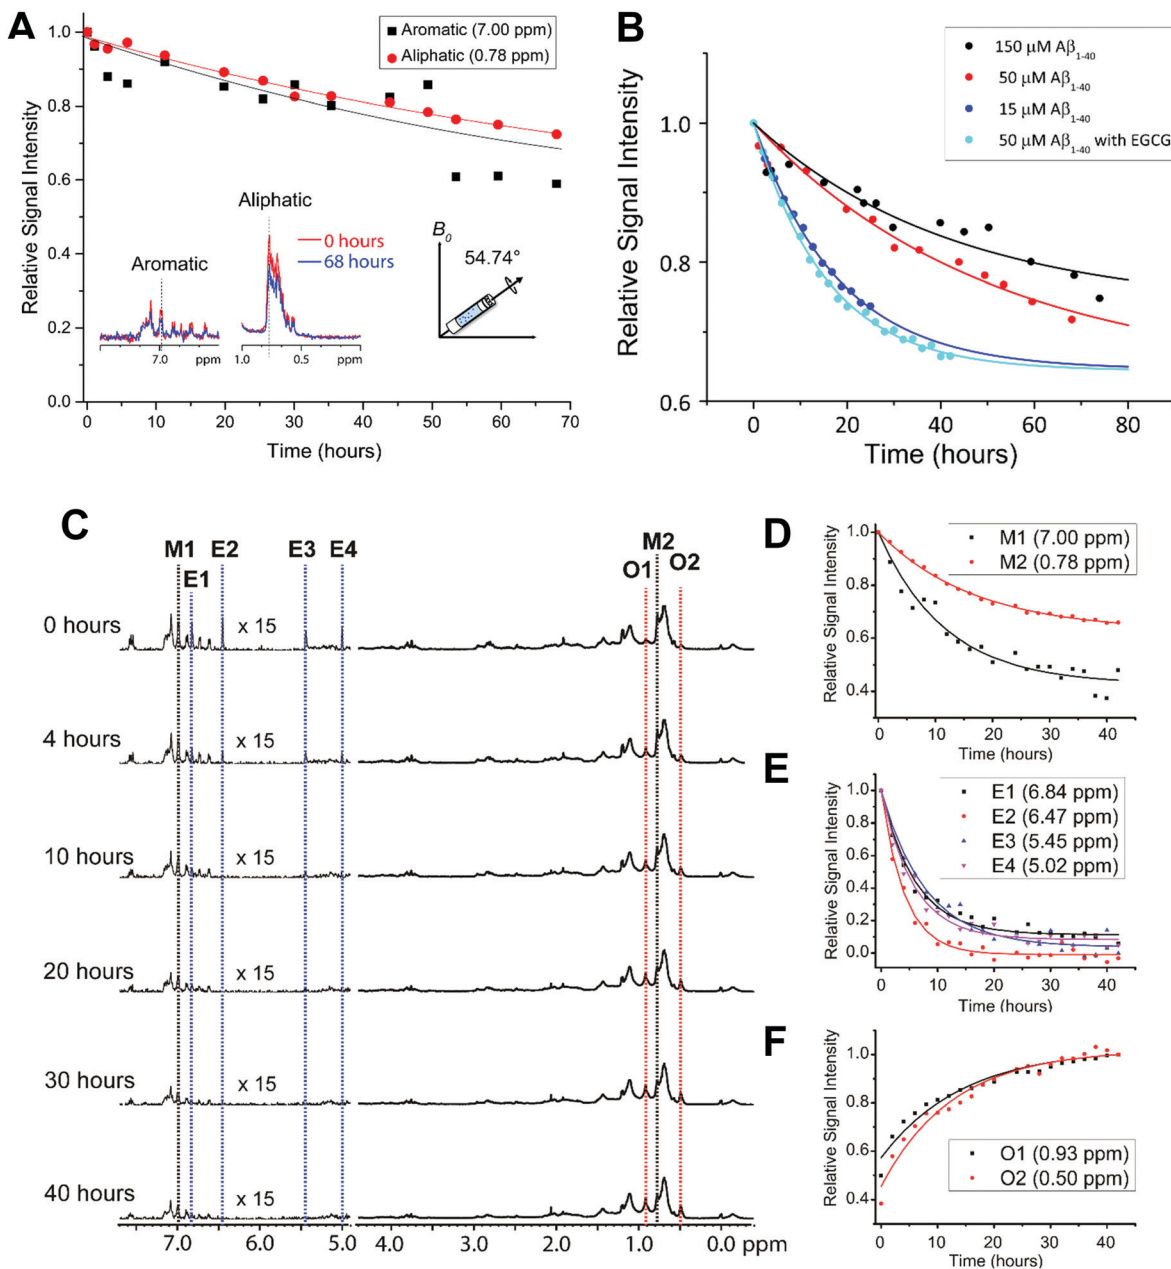 A
Relative Signal Intensity
1.0
0.8
0.6
0.4
0.2
0.0
Aromatic (7.00 ppm)
Aliphatic (0.78 ppm)
Aliphatic
0 hours
68 hours
Aromatic
7.0
ppm
1.0
0.5
ppm
B₀
54.74°
0
10
20
30
40
50
60
70
Time (hours)
B
Relative Signal Intensity
1.0
0.8
0.6
150 μM Aβ₁₋₄₀
50 μM Aβ₁₋₄₀
15 μM Aβ₁₋₄₀
50 μM Aβ₁₋₄₀ with EGCG
0
20
40
60
80
Time (hours)
C
M1
E1
E2
E3
E4
O1
M2
O2
0 hours
x 15
4 hours
x 15
10 hours
x 15
20 hours
x 15
30 hours
x 15
40 hours
x 15
7.0
6.0
5.0
4.0
3.0
2.0
1.0
0.0
ppm
D
Relative Signal Intensity
1.0
0.8
0.6
0.4
M1 (7.00 ppm)
M2 (0.78 ppm)
0
10
20
30
40
Time (hours)
E
Relative Signal Intensity
1.0
0.8
0.6
0.4
0.2
0.0
E1 (6.84 ppm)
E2 (6.47 ppm)
E3 (5.45 ppm)
E4 (5.02 ppm)
0
10
20
30
40
Time (hours)
F
Relative Signal Intensity
1.0
0.8
0.6
0.4
O1 (0.93 ppm)
O2 (0.50 ppm)
0
10
20
30
40
Time (hours)